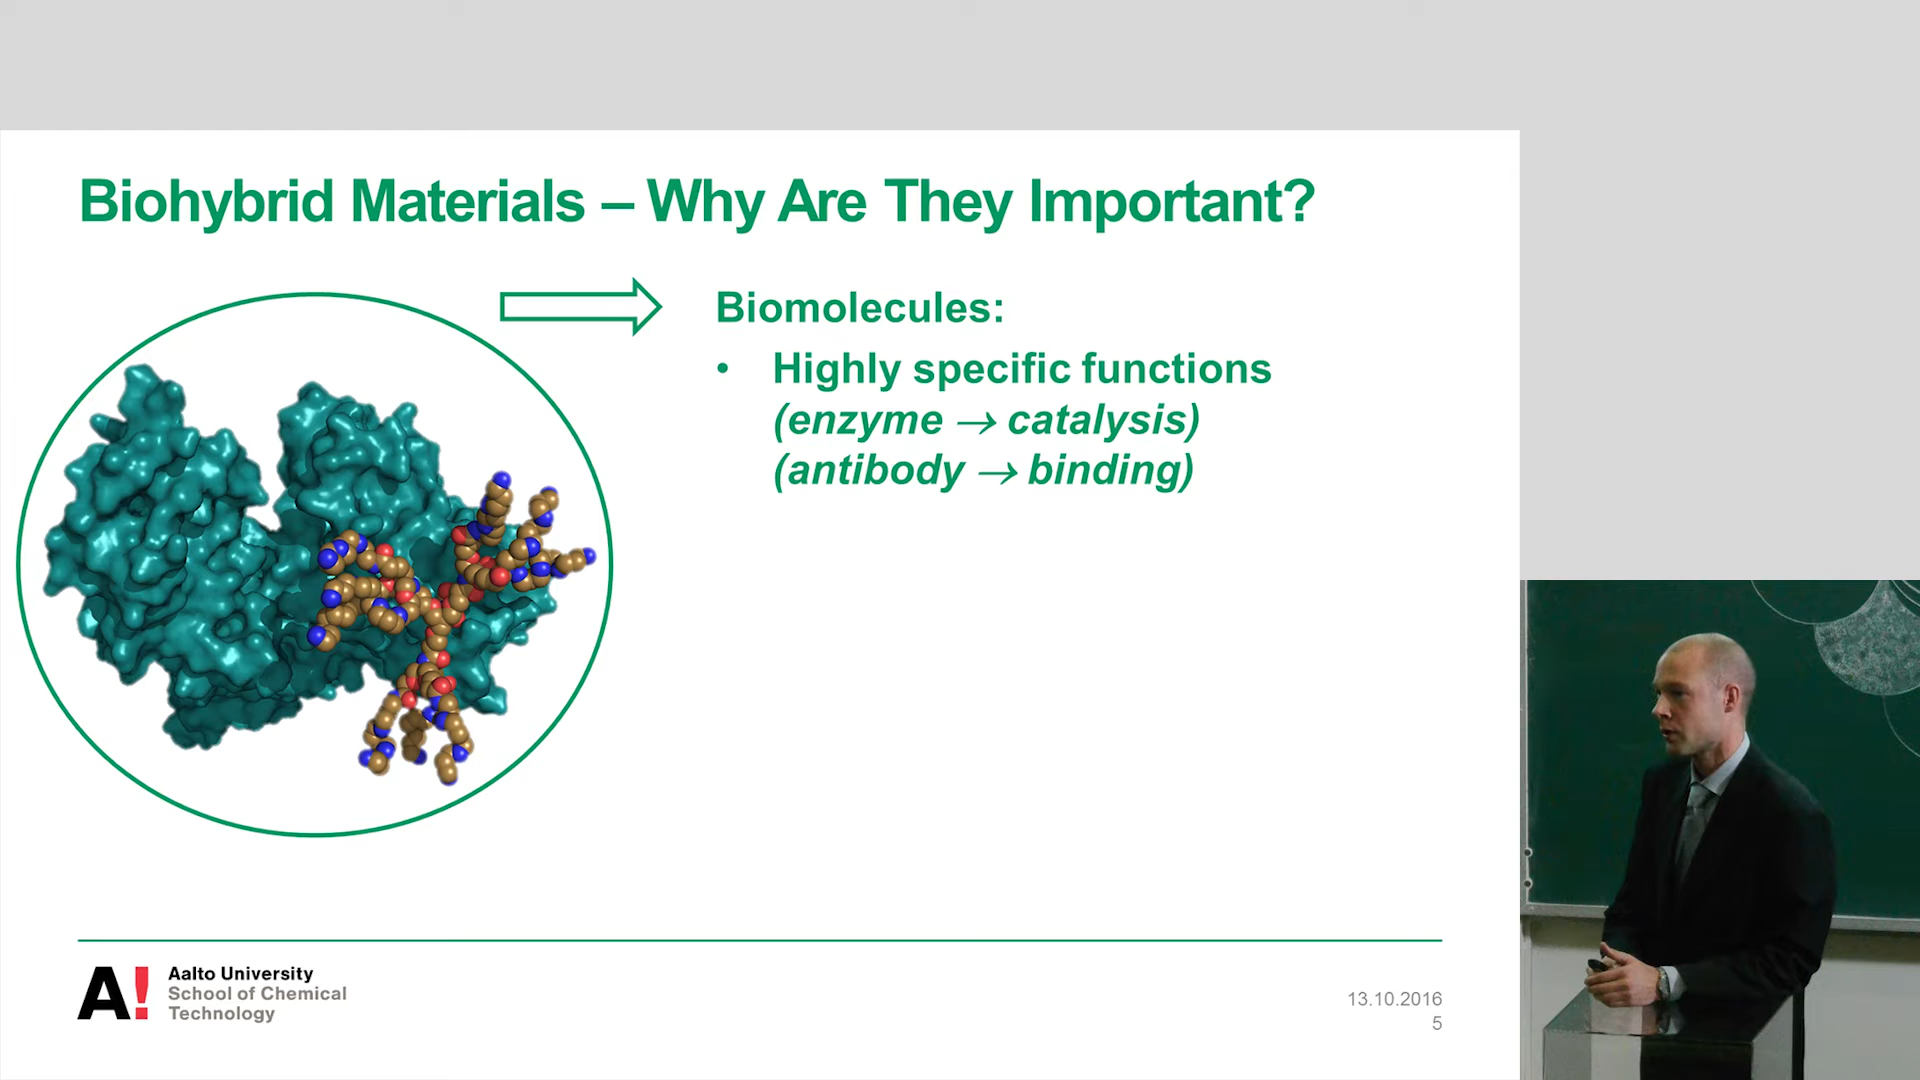 Biohybrid Materials – Why Are They Important?
Biomolecules:
• Highly specific functions
(enzyme → catalysis)
(antibody → binding)
A!
Aalto University
School of Chemical
Technology
13.10.2016
5